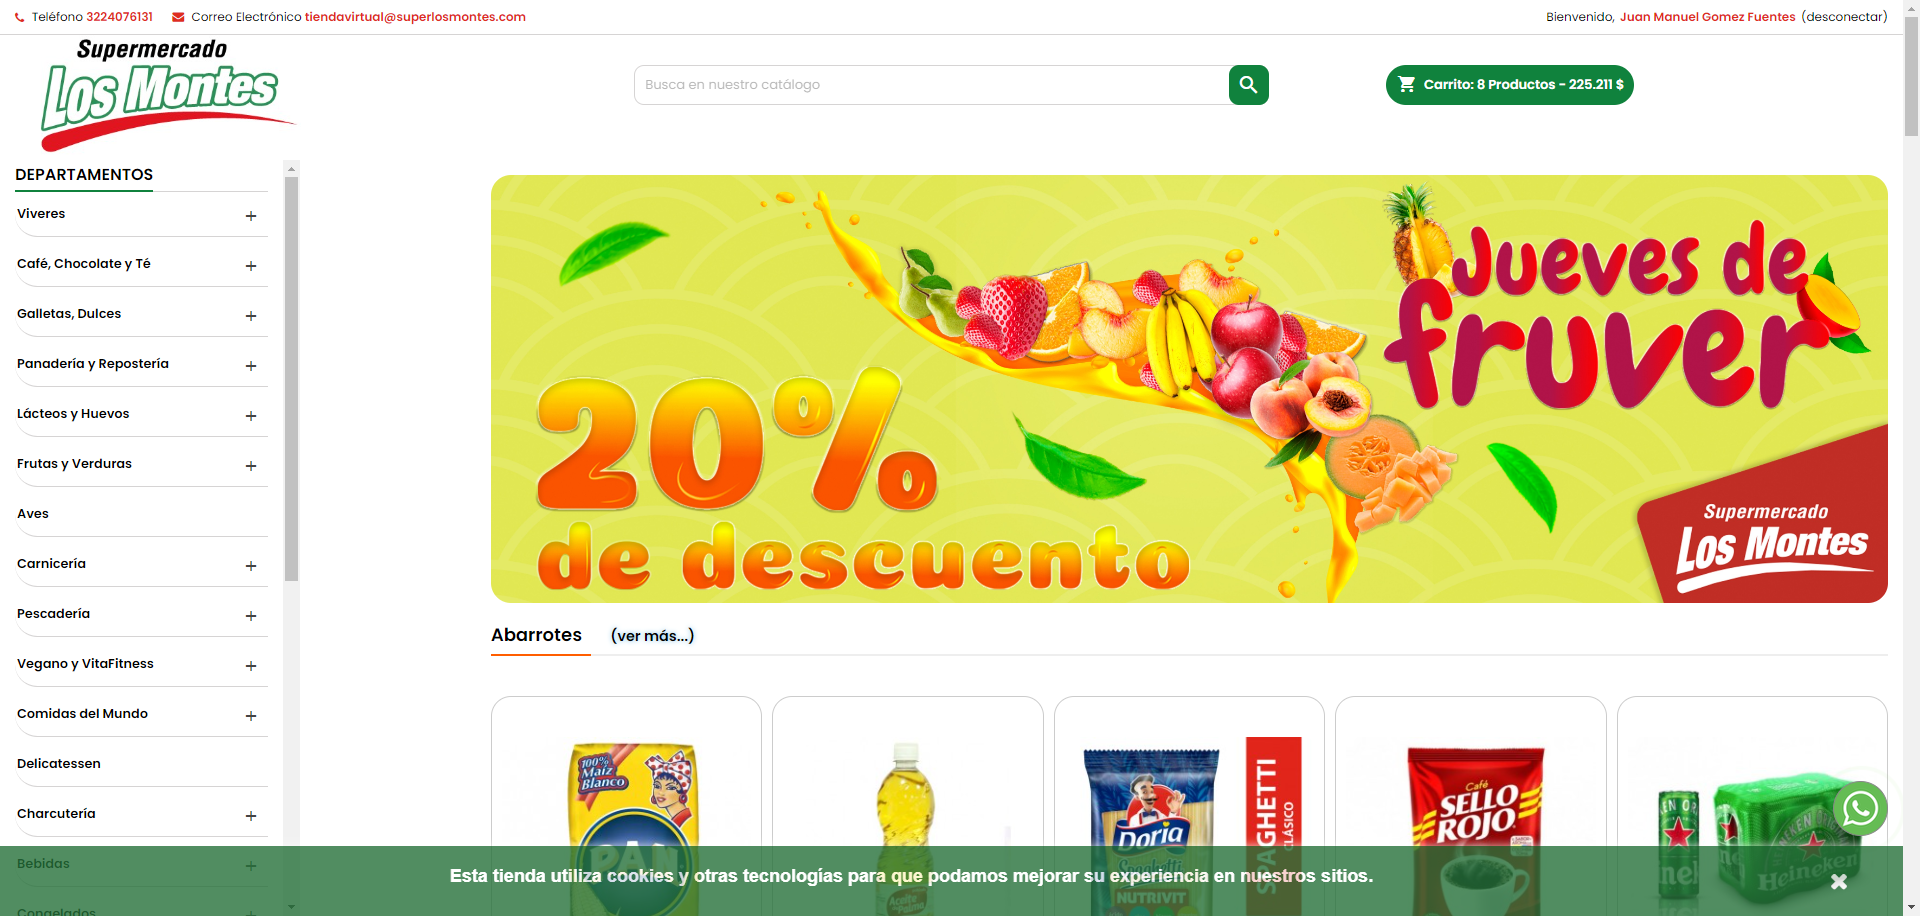 Teléfono 3224076131 Correo Electrónico tiendavirtual@superlosmontes.com
Bienvenido, Juan Manuel Gomez Fuentes (desconectar)
Supermercado
Los Montes
Busca en nuestro catálogo
Carrito: 8 Productos - 225.211 $
DEPARTAMENTOS
Viveres
Café, Chocolate y Té
Galletas, Dulces
Panadería y Repostería
Lácteos y Huevos
Frutas y Verduras
Aves
Carnicería
Pescadería
Vegano y VitaFitness
Comidas del Mundo
Delicatessen
Charcutería
Bebidas
Congelados
Jueves de
fruver
20%
de descuento
Supermercado
Los Montes
Abarrotes (ver más...)
100%
Maíz
Blanco
PAN
Aceite
de Palma
Doria
Spaghetti
NUTRIVIT
SPAGHETTI
CLÁSICO
Café
SELLO
ROJO
Heineken
Esta tienda utiliza cookies y otras tecnologías para que podamos mejorar su experiencia en nuestros sitios.